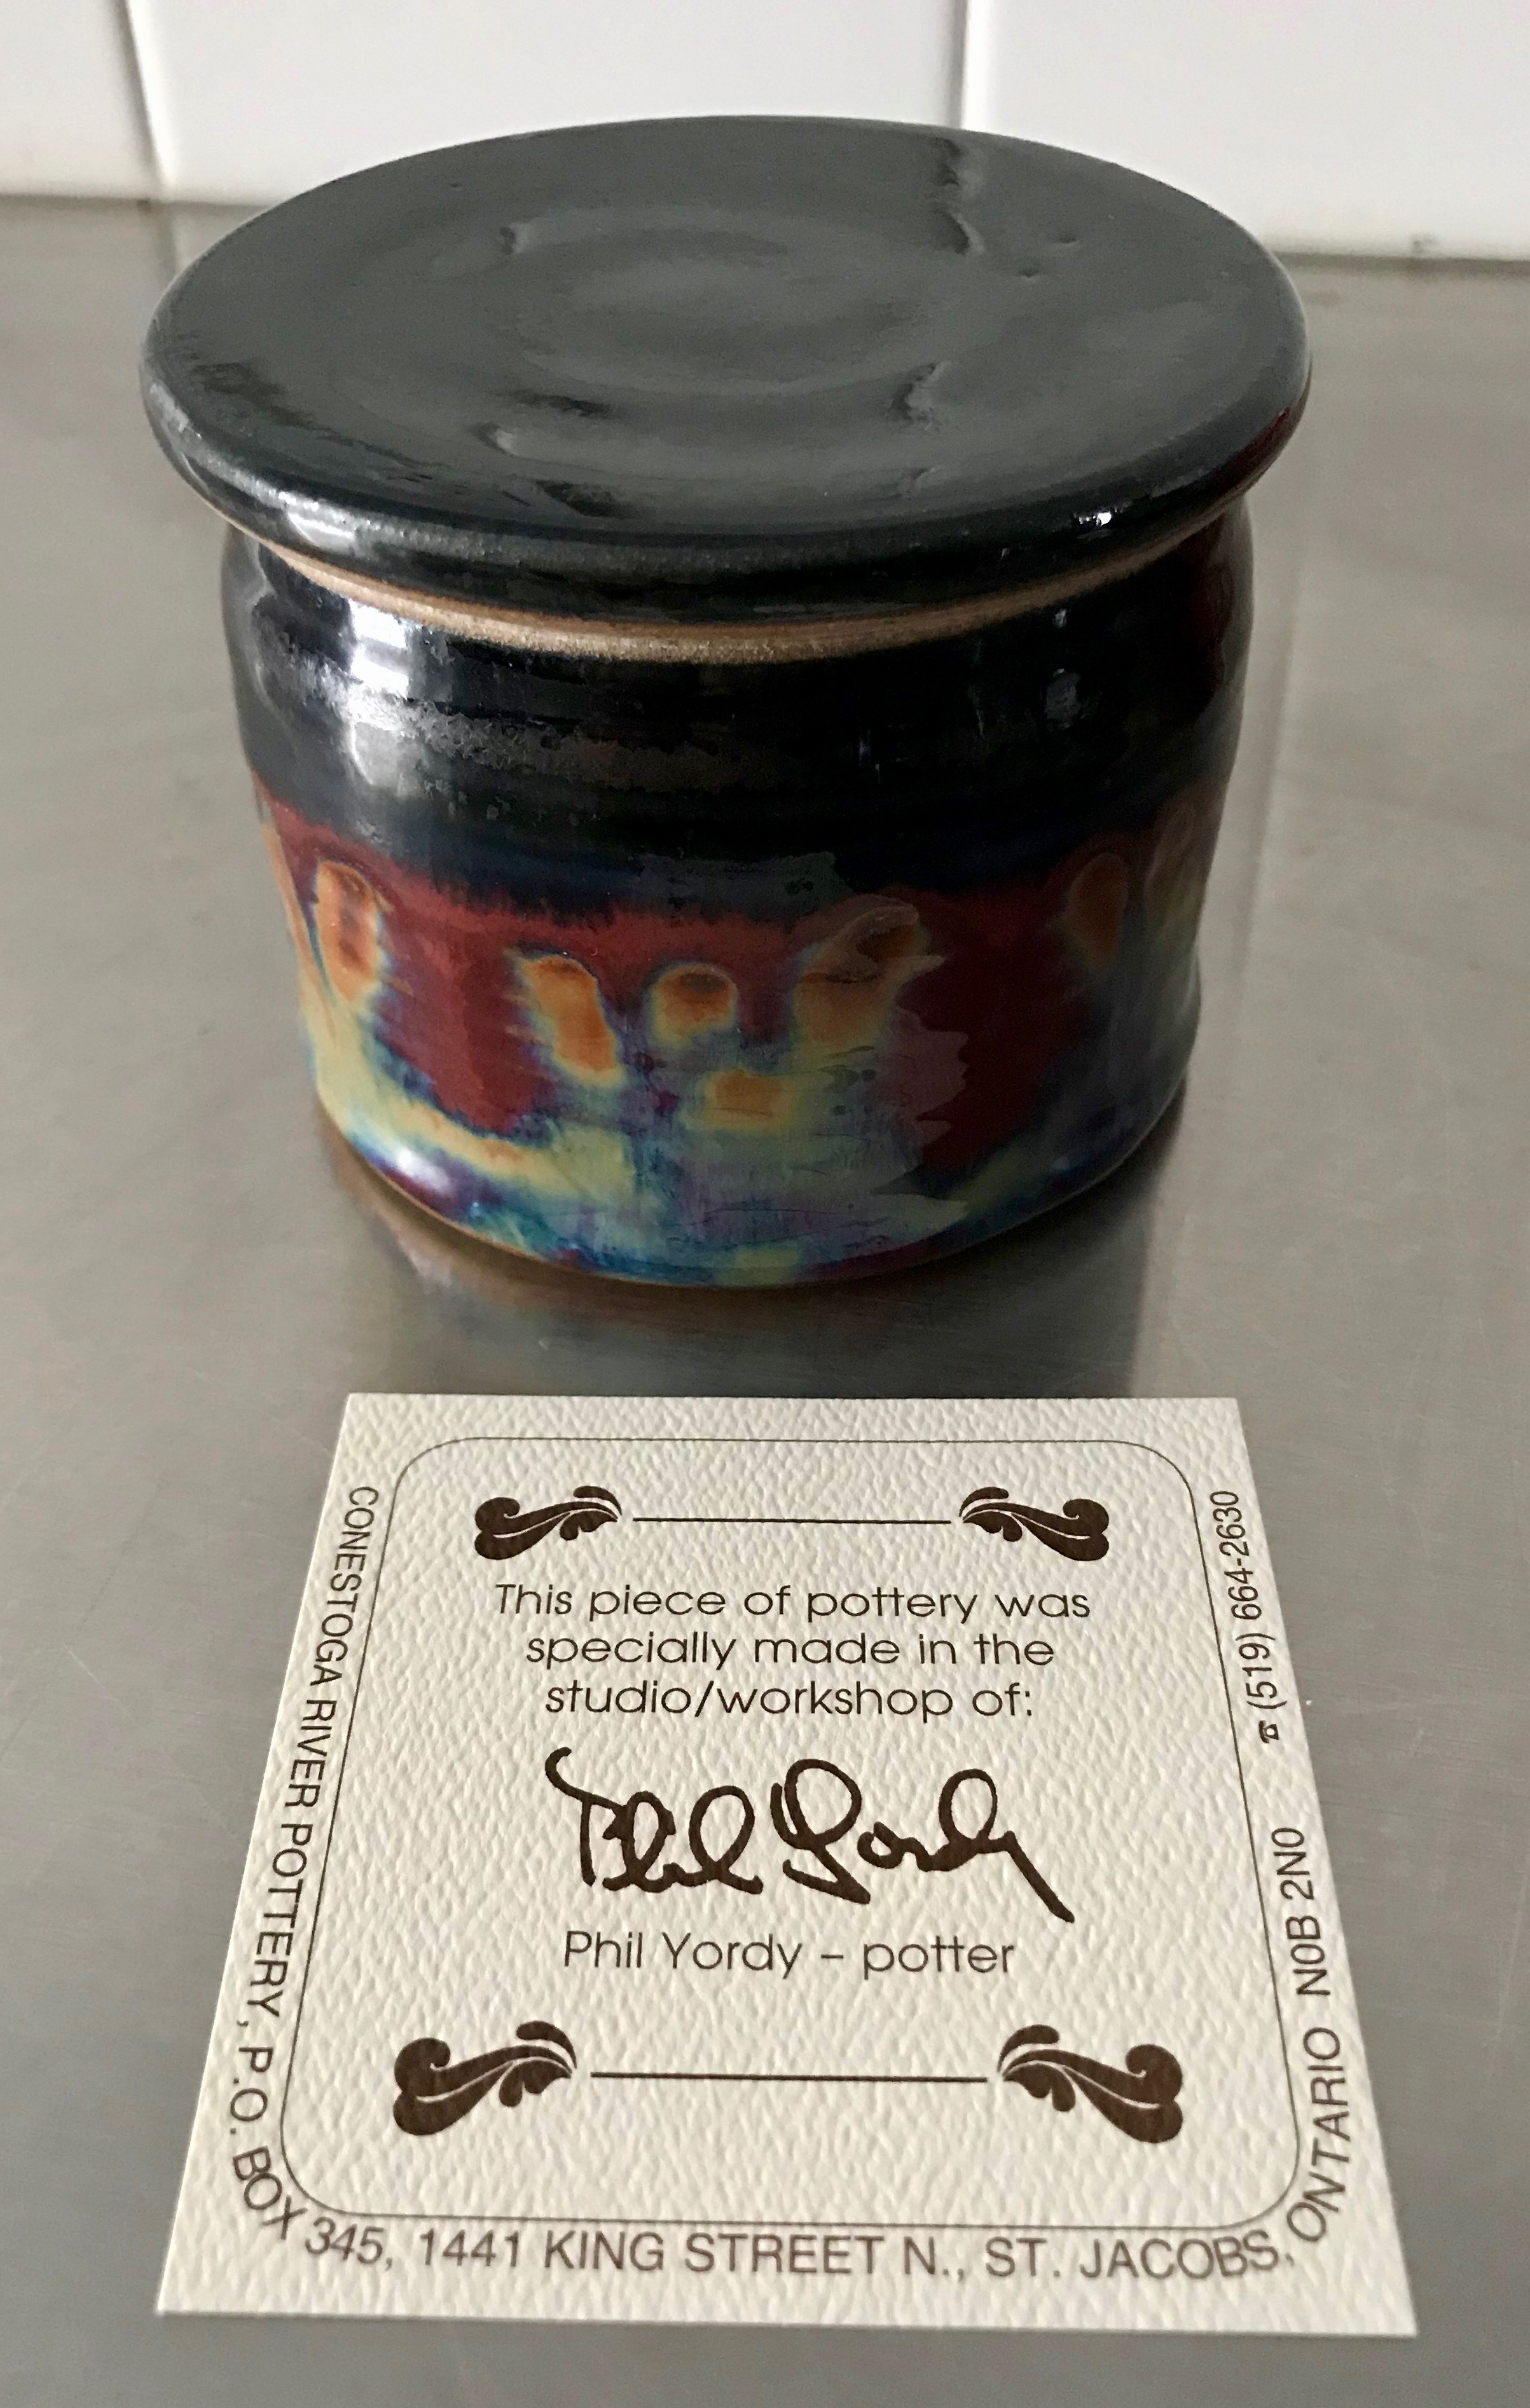 This piece of pottery was
specially made in the
studio/workshop of:
Phil Yordy
Phil Yordy – potter
CONESTOGA RIVER POTTERY, P.O. BOX 345, 1441 KING STREET N., ST. JACOBS, ONTARIO N0B 2N0 ☎ (519) 664-2630